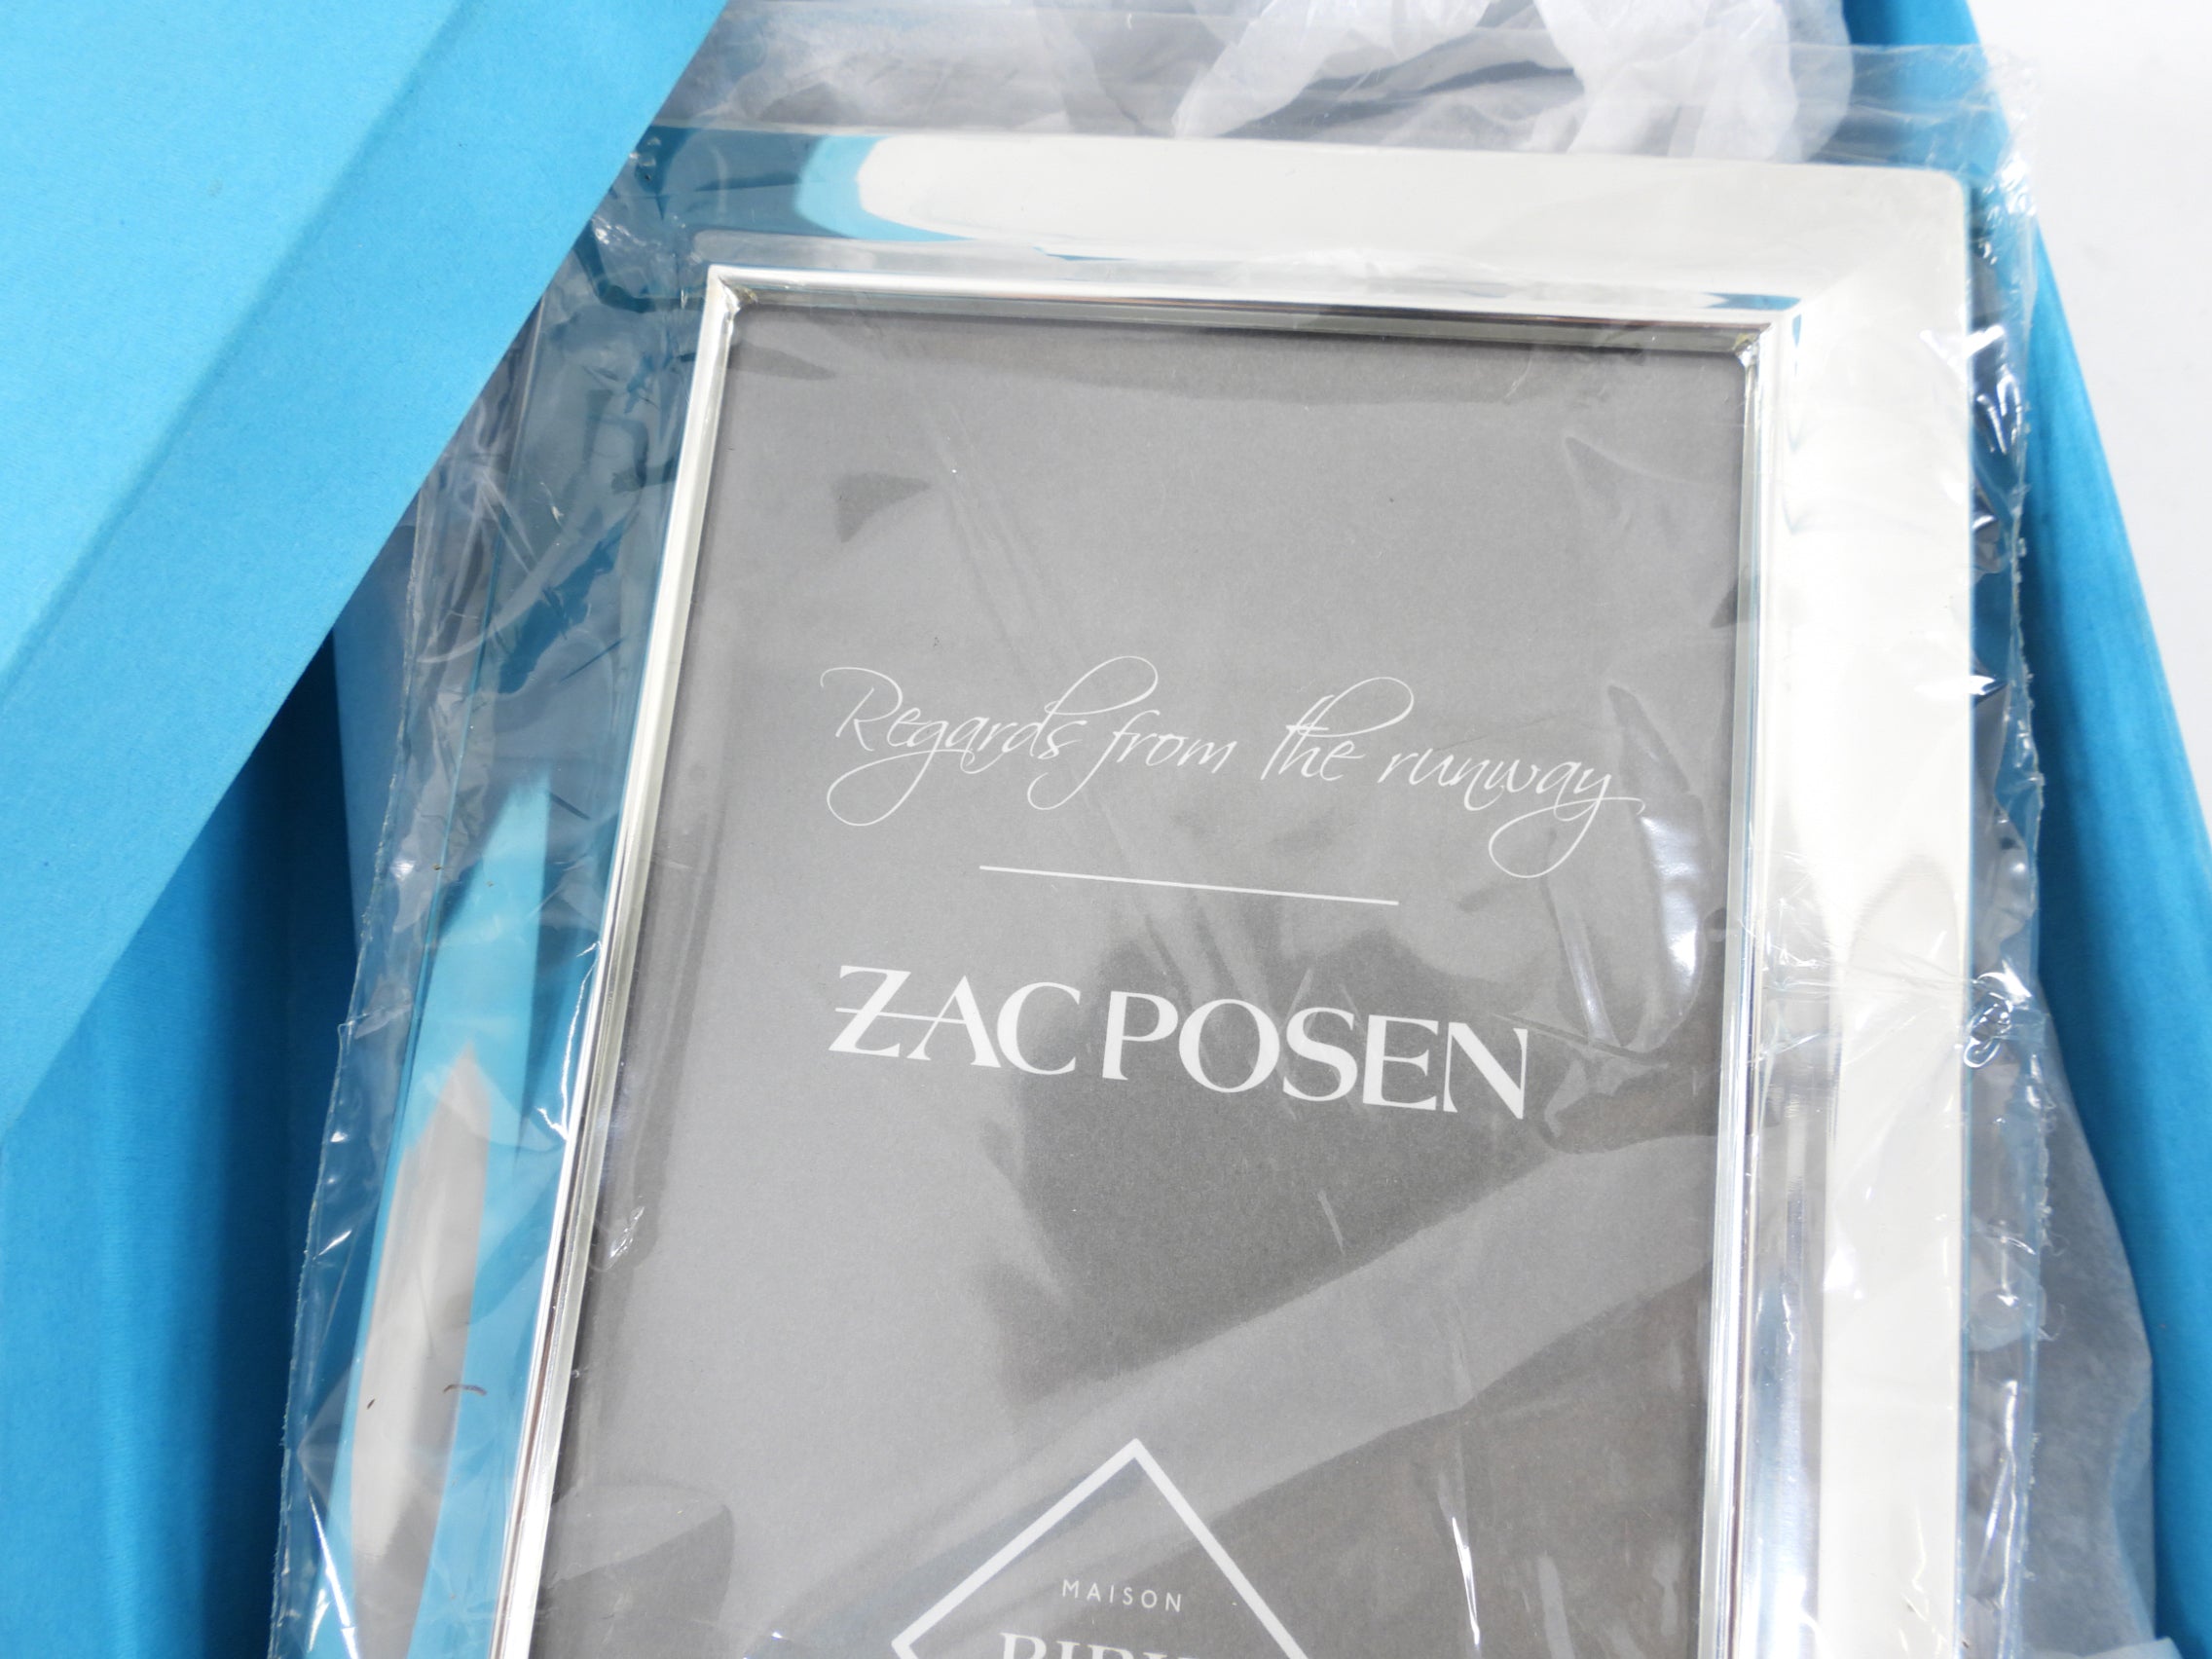 Regards from the runway
ZAC POSEN
MAISON